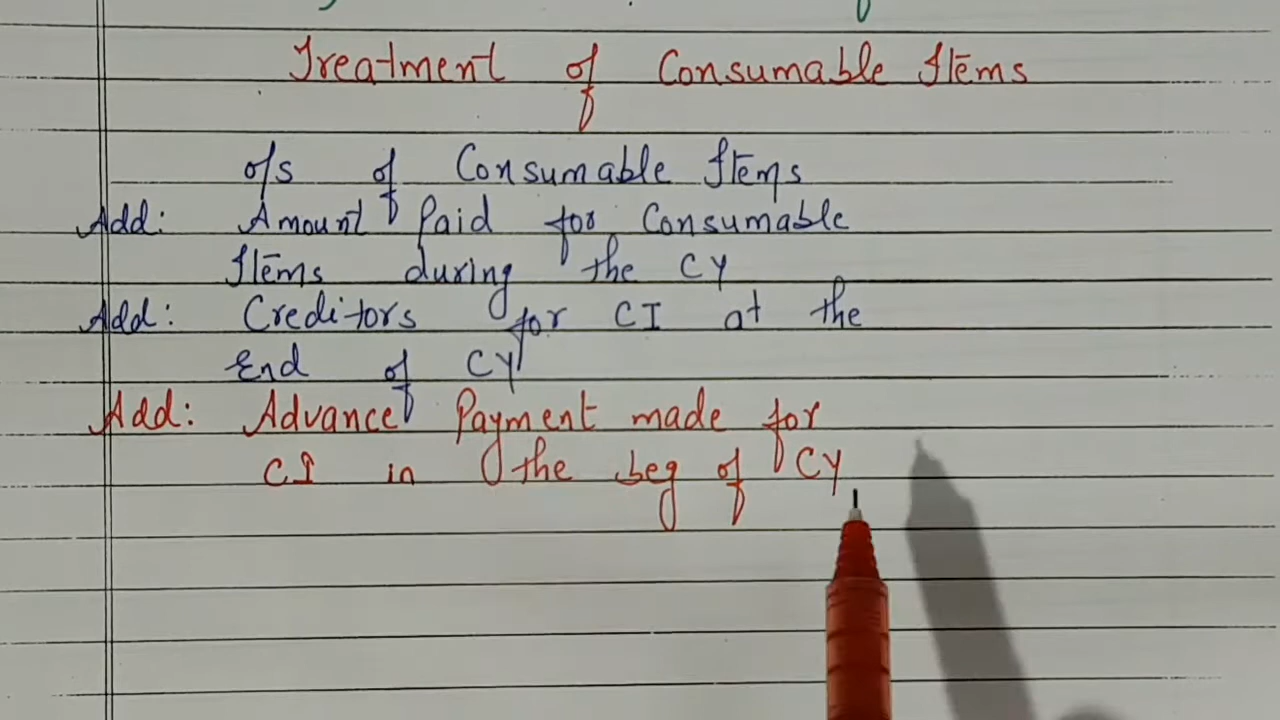 Treatment of Consumable Items
o/s of Consumable Items
Add: Amount Paid for Consumable
Items during the CY
Add: Creditors for CI at the
End of CY
Add: Advance Payment made for
CI in the beg of CY